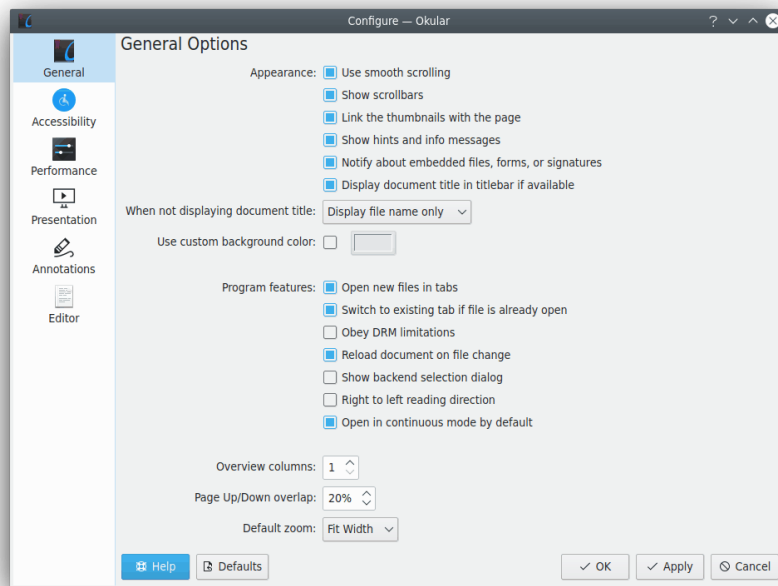 Configure — Okular
General Options
General
Accessibility
Performance
Presentation
Annotations
Editor
Appearance: Use smooth scrolling
Show scrollbars
Link the thumbnails with the page
Show hints and info messages
Notify about embedded files, forms, or signatures
Display document title in titlebar if available
When not displaying document title: Display file name only
Use custom background color:
Program features: Open new files in tabs
Switch to existing tab if file is already open
Obey DRM limitations
Reload document on file change
Show backend selection dialog
Right to left reading direction
Open in continuous mode by default
Overview columns: 1
Page Up/Down overlap: 20%
Default zoom: Fit Width
Help Defaults OK Apply Cancel